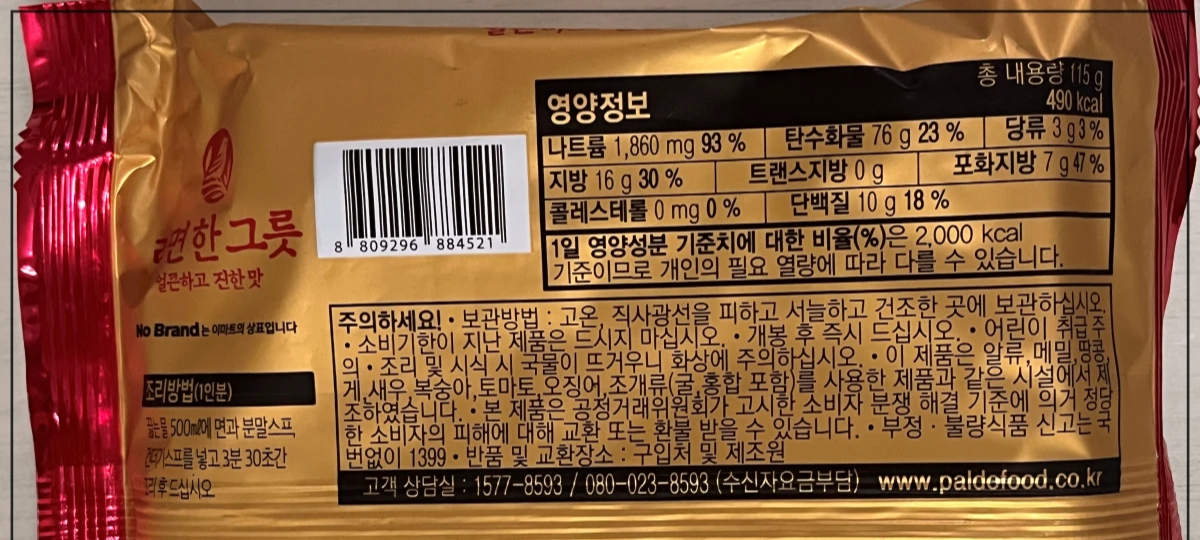 총 내용량 115 g
영양정보
490 kcal
나트륨 1,860 mg 93 % 탄수화물 76 g 23 % 당류 3 g 3 %
지방 16 g 30 % 트랜스지방 0 g 포화지방 7 g 47 %
콜레스테롤 0 mg 0 % 단백질 10 g 18 %
1일 영양성분 기준치에 대한 비율(%)은 2,000 kcal
기준이므로 개인의 필요 열량에 따라 다를 수 있습니다.
8 809296 884521
라면한그릇
얼큰하고 진한 맛
No Brand는 이마트의 상표입니다
조리방법(1인분)
끓는물 500㎖에 면과 분말스프,
건더기스프를 넣고 3분 30초간
조리 후 드십시오
주의하세요! • 보관방법 : 고온, 직사광선을 피하고 서늘하고 건조한 곳에 보관하십시오.
• 소비기한이 지난 제품은 드시지 마십시오. • 개봉 후 즉시 드십시오. • 어린이 취급 주
의 • 조리 및 시식 시 국물이 뜨거우니 화상에 주의하십시오. • 이 제품은 알류, 메밀, 땅콩,
게, 새우, 복숭아, 토마토, 오징어, 조개류(굴, 홍합 포함)를 사용한 제품과 같은 시설에서 제
조하였습니다. • 본 제품은 공정거래위원회가 고시한 소비자 분쟁 해결 기준에 의거 정당
한 소비자의 피해에 대해 교환 또는 환불 받을 수 있습니다. • 부정 · 불량식품 신고는 국
번없이 1399 • 반품 및 교환장소 : 구입처 및 제조원
고객 상담실 : 1577-8593 / 080-023-8593 (수신자요금부담) www.paldofood.co.kr